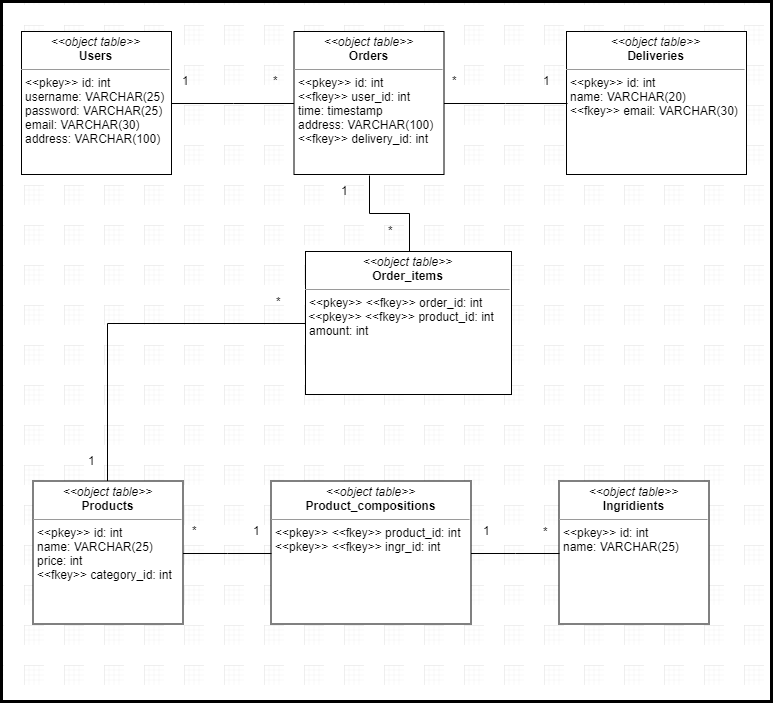 <<object table>>
Users
<<pkey>> id: int
username: VARCHAR(25)
password: VARCHAR(25)
email: VARCHAR(30)
address: VARCHAR(100)
1
*
<<object table>>
Orders
<<pkey>> id: int
<<fkey>> user_id: int
time: timestamp
address: VARCHAR(100)
<<fkey>> delivery_id: int
*
1
<<object table>>
Deliveries
<<pkey>> id: int
name: VARCHAR(20)
<<fkey>> email: VARCHAR(30)
1
*
<<object table>>
Order_items
<<pkey>> <<fkey>> order_id: int
<<pkey>> <<fkey>> product_id: int
amount: int
*
1
<<object table>>
Products
<<pkey>> id: int
name: VARCHAR(25)
price: int
<<fkey>> category_id: int
*
1
<<object table>>
Product_compositions
<<pkey>> <<fkey>> product_id: int
<<pkey>> <<fkey>> ingr_id: int
1
*
<<object table>>
Ingridients
<<pkey>> id: int
name: VARCHAR(25)